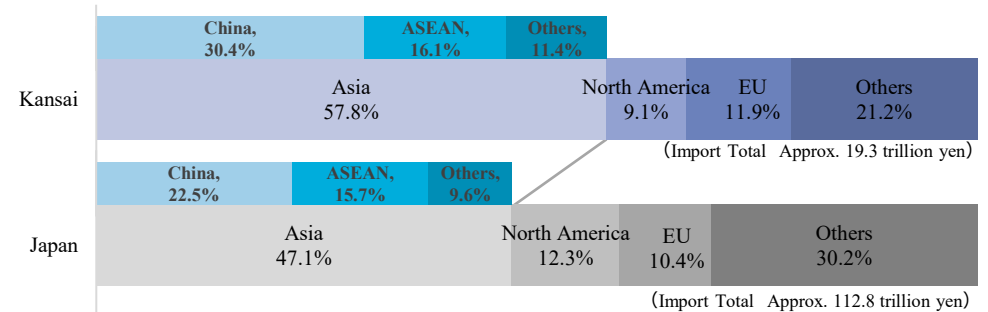 China,
30.4%
ASEAN,
16.1%
Others,
11.4%
Kansai
Asia
57.8%
North America
9.1%
EU
11.9%
Others
21.2%
（Import Total Approx. 19.3 trillion yen）
China,
22.5%
ASEAN,
15.7%
Others,
9.6%
Japan
Asia
47.1%
North America
12.3%
EU
10.4%
Others
30.2%
（Import Total Approx. 112.8 trillion yen）